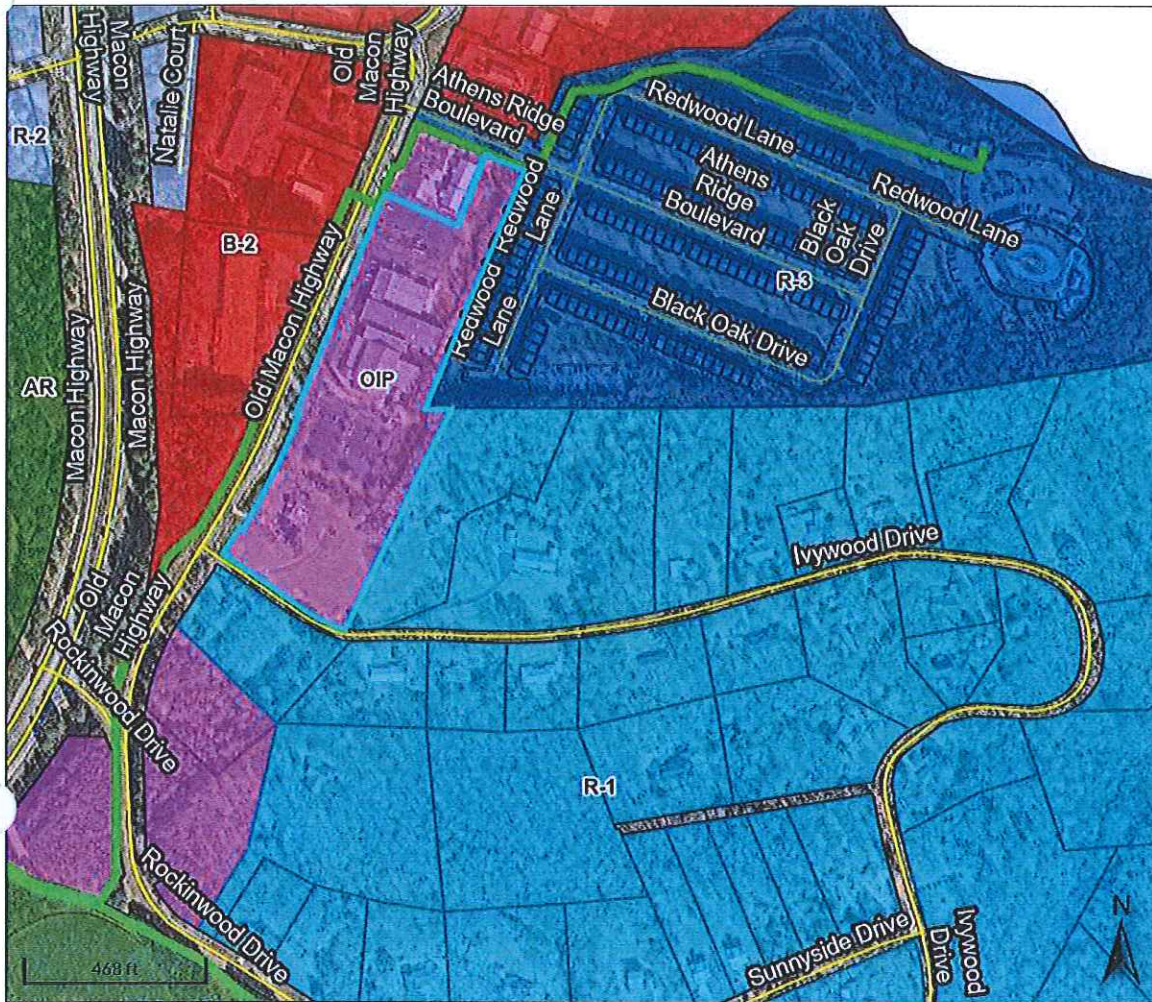 Macon
Highway
Macon
Highway
Natalie Court
Old
Macon
Highway
R-2
Athens Ridge
Boulevard
Redwood Lane
Redwood Lane
Athens
Ridge
Boulevard
Black
Oak
Drive
R-3
Redwood
Lane
Redwood
Lane
Black Oak Drive
B-2
Old Macon Highway
OIP
AR
Macon Highway
Macon Highway
Ivywood Drive
Old
Macon
Highway
Rockinwood Drive
R-1
Rockinwood Drive
Sunnyside Drive
Ivywood
Drive
N
468 ft